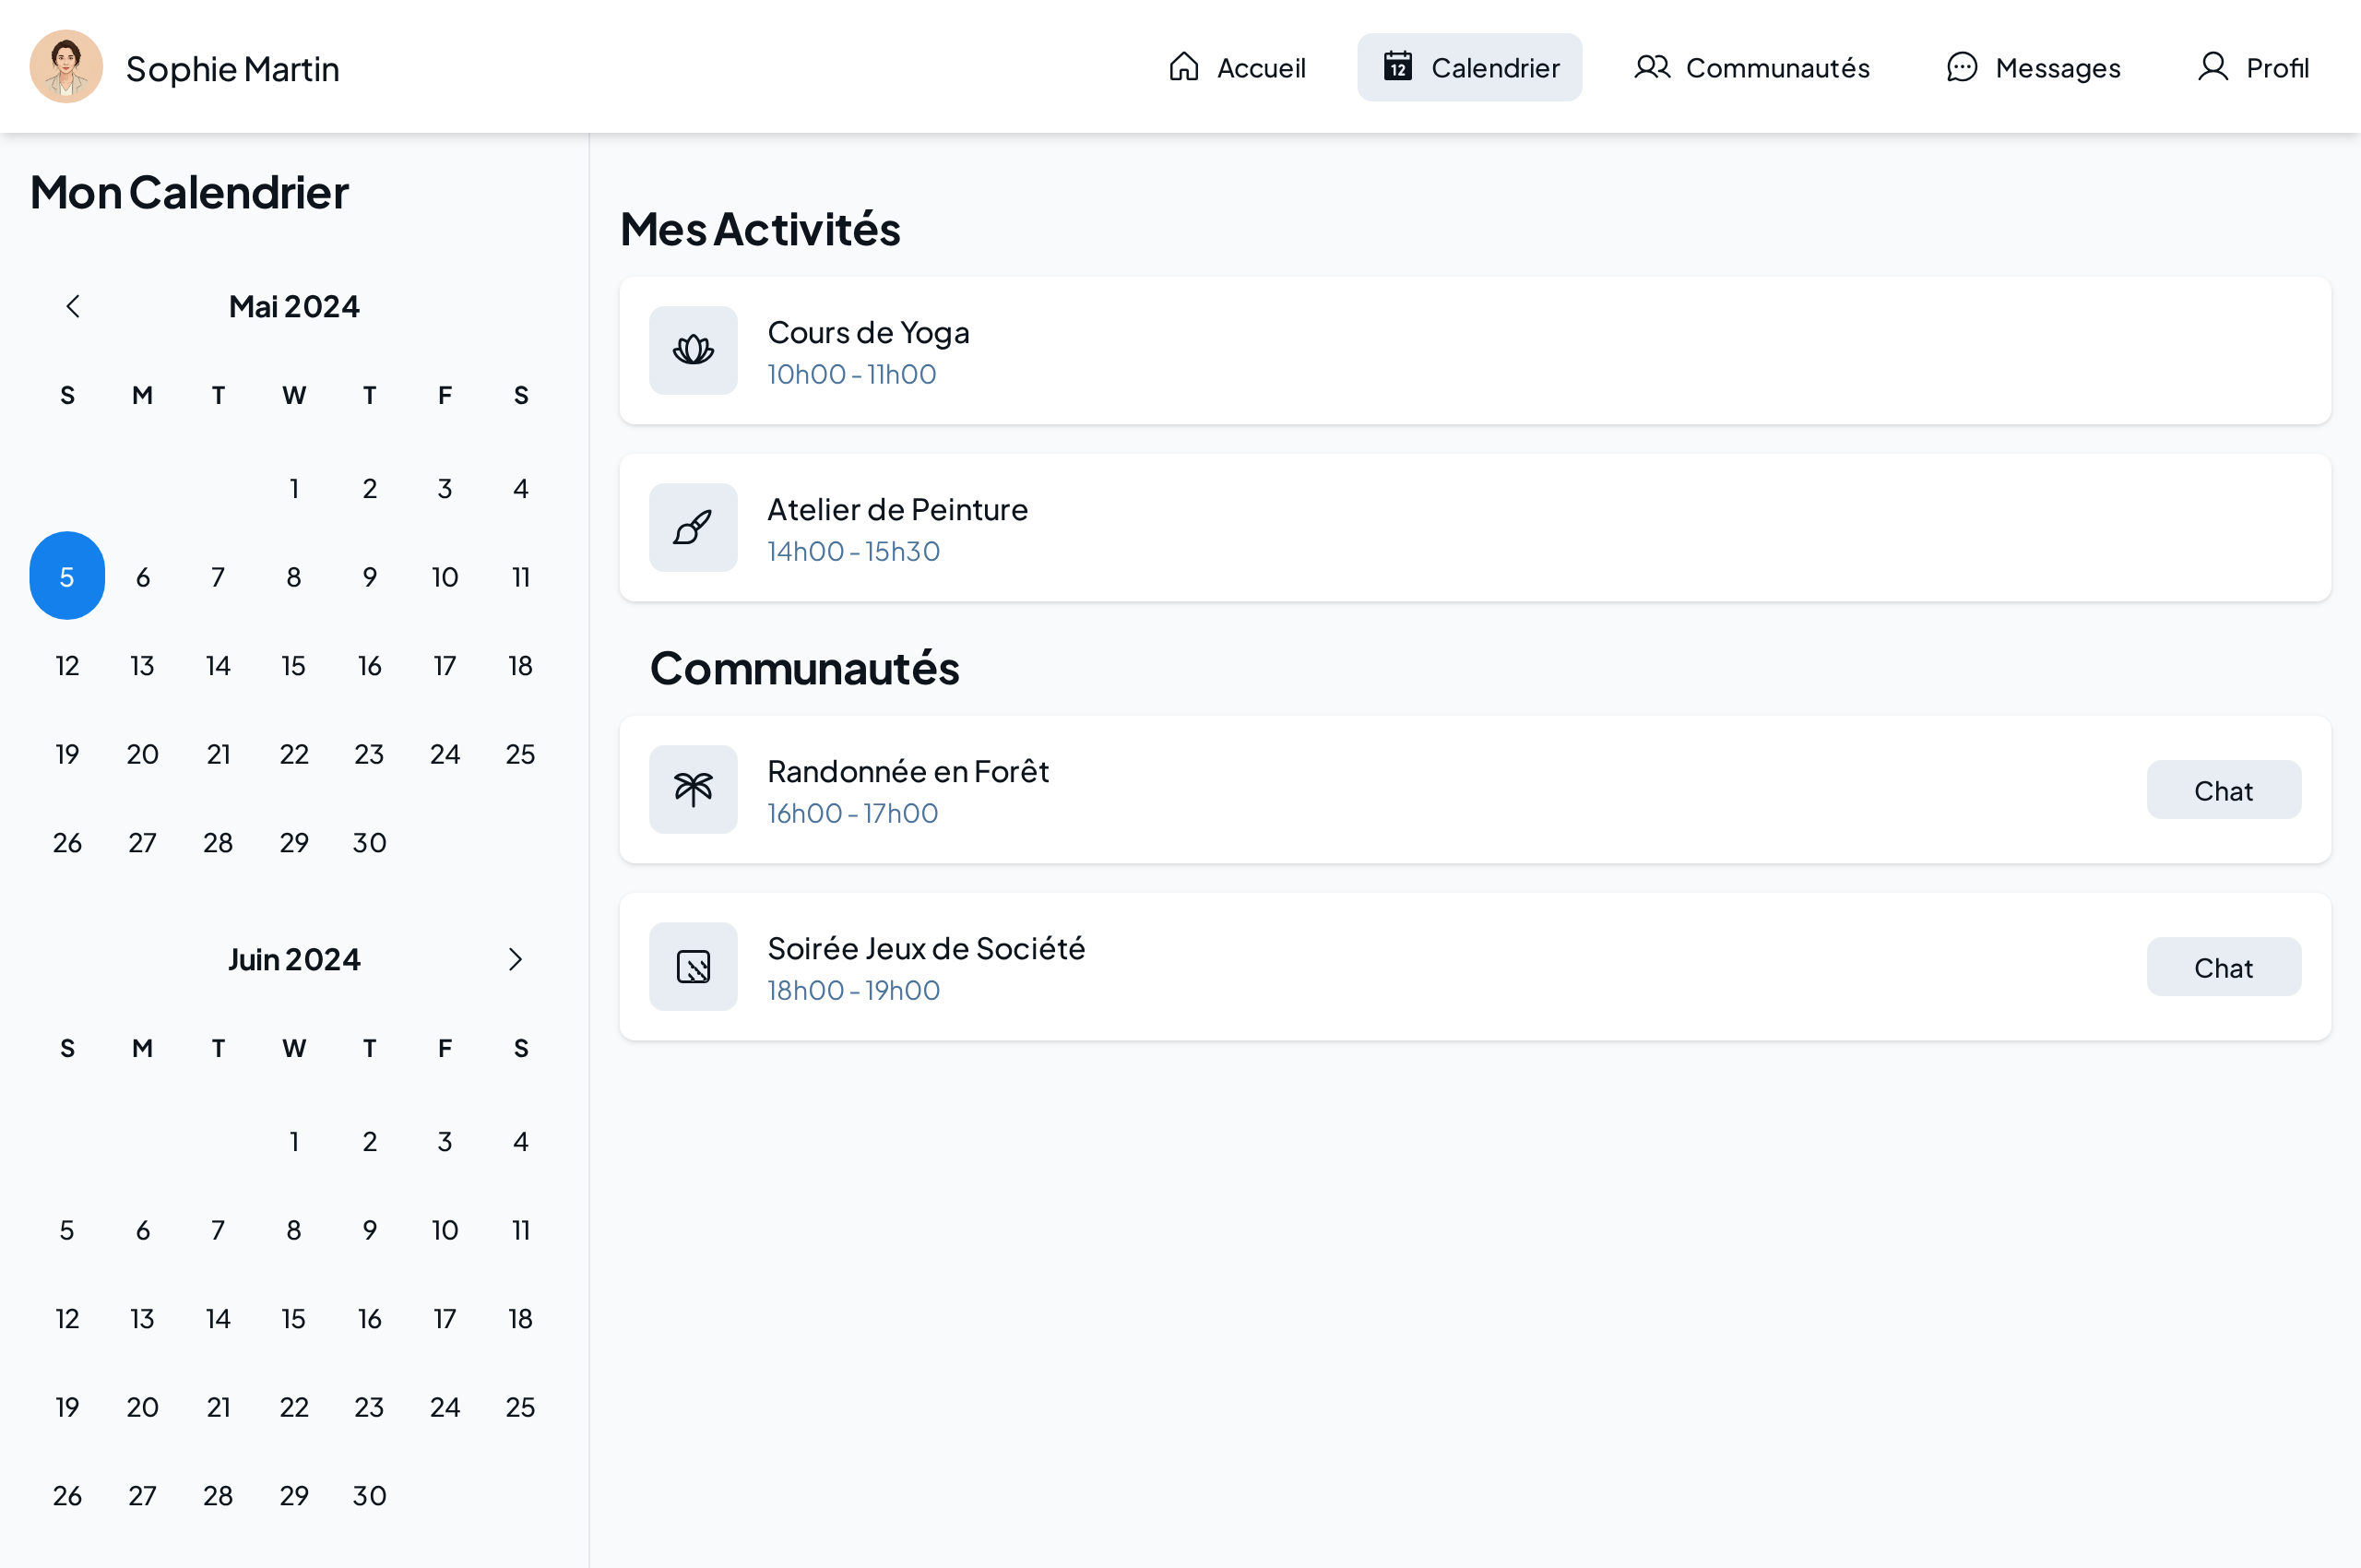 Sophie Martin
Accueil
12
Calendrier
Communautés
Messages
Profil
Mon Calendrier
Mai 2024
S M T W T F S
1 2 3 4
5 6 7 8 9 10 11
12 13 14 15 16 17 18
19 20 21 22 23 24 25
26 27 28 29 30
Juin 2024
S M T W T F S
1 2 3 4
5 6 7 8 9 10 11
12 13 14 15 16 17 18
19 20 21 22 23 24 25
26 27 28 29 30
Mes Activités
Cours de Yoga
10h00 - 11h00
Atelier de Peinture
14h00 - 15h30
Communautés
Randonnée en Forêt
16h00 - 17h00
Chat
Soirée Jeux de Société
18h00 - 19h00
Chat